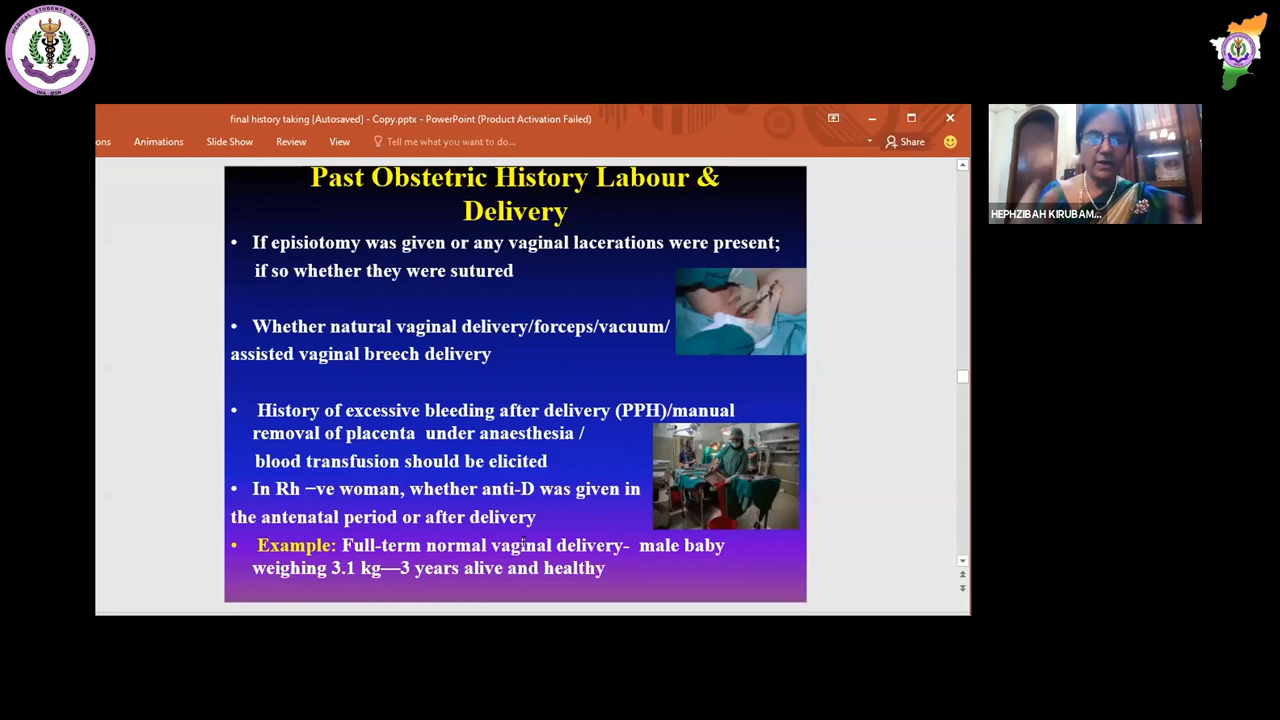 MEDICAL STUDENTS NETWORK
IMA - MSN
final history taking [Autosaved] - Copy.pptx - PowerPoint (Product Activation Failed)
ons Animations Slide Show Review View Tell me what you want to do... Share
Past Obstetric History Labour &
Delivery
• If episiotomy was given or any vaginal lacerations were present;
if so whether they were sutured
• Whether natural vaginal delivery/forceps/vacuum/
assisted vaginal breech delivery
• History of excessive bleeding after delivery (PPH)/manual
removal of placenta under anaesthesia /
blood transfusion should be elicited
• In Rh –ve woman, whether anti-D was given in
the antenatal period or after delivery
• Example: Full-term normal vaginal delivery- male baby
weighing 3.1 kg—3 years alive and healthy
HEPHZIBAH KIRUBAM...